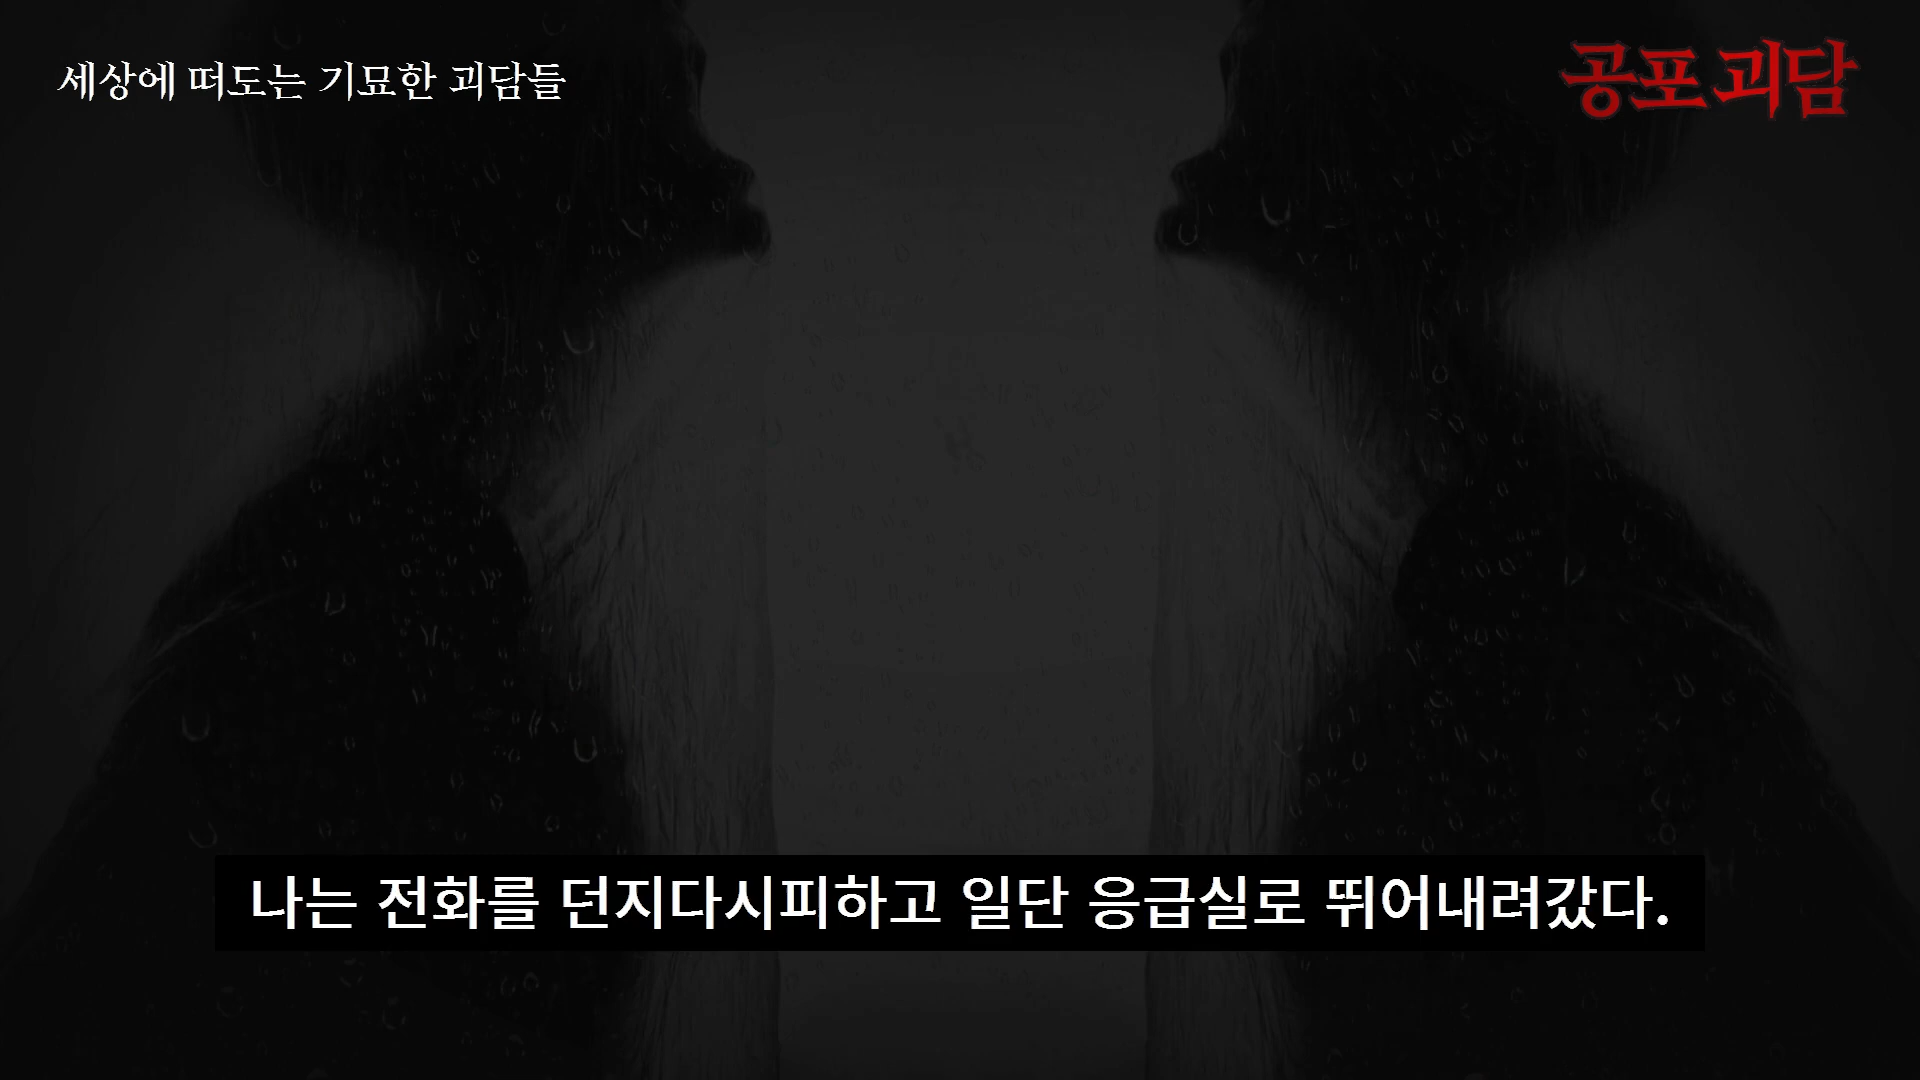 세상에 떠도는 기묘한 괴담들
공포 괴담
나는 전화를 던지다시피하고 일단 응급실로 뛰어내려갔다.